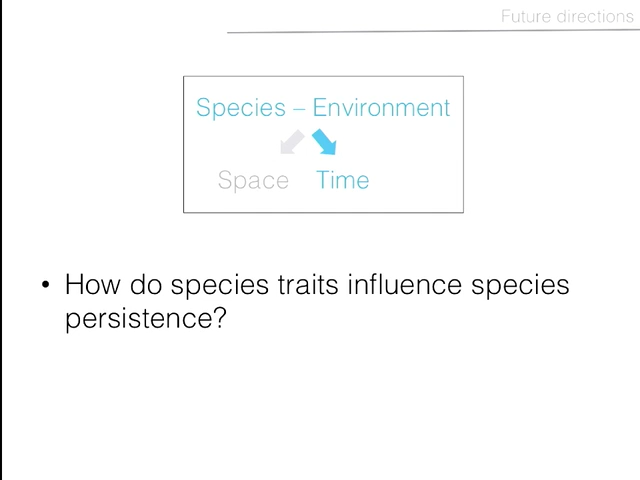 Future directions
Species – Environment
Space Time
• How do species traits influence species
persistence?